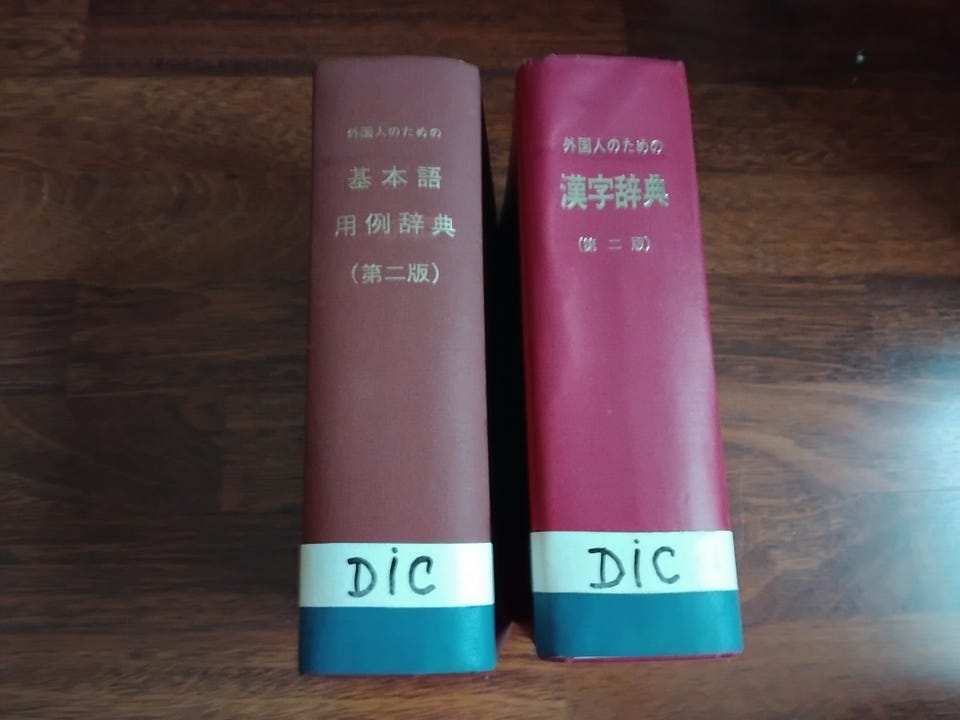 外国人のための
基本語
用例辞典
(第二版)
DiC
外国人のための
漢字辞典
(第二版)
DiC